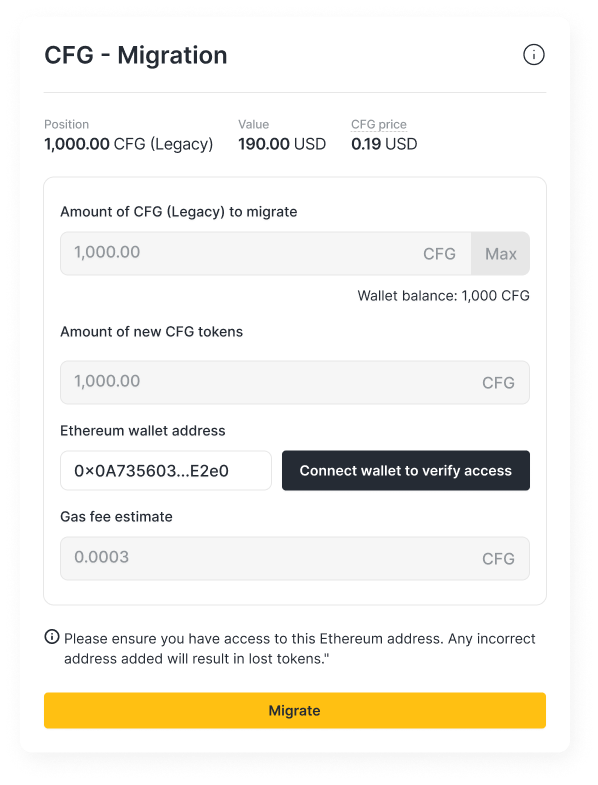 CFG - Migration
Position
Value
CFG price
1,000.00 CFG (Legacy)
190.00 USD
0.19 USD
Amount of CFG (Legacy) to migrate
1,000.00
CFG
Max
Wallet balance: 1,000 CFG
Amount of new CFG tokens
1,000.00
CFG
Ethereum wallet address
0×0A735603...E2e0
Connect wallet to verify access
Gas fee estimate
0.0003
CFG
Please ensure you have access to this Ethereum address. Any incorrect
address added will result in lost tokens."
Migrate